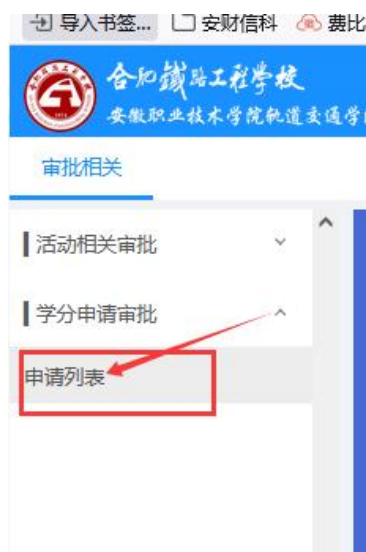 导入书签... 安财信科 费比
合肥鐵路工程学校
安徽职业技术学院轨道交通学
审批相关
活动相关审批
学分申请审批
申请列表